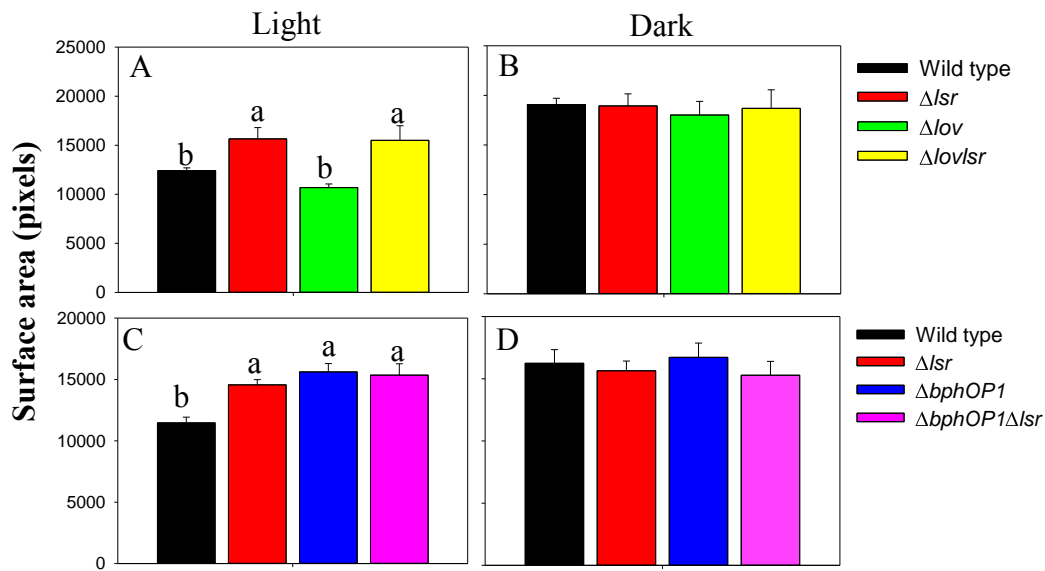 Light
Dark
Surface area (pixels)
25000
20000
15000
10000
5000
0
A
b
a
b
a
B
Wild type
Δlsr
Δlov
Δlovlsr
20000
15000
10000
5000
0
C
b
a
a
a
D
Wild type
Δlsr
ΔbphOP1
ΔbphOP1Δlsr